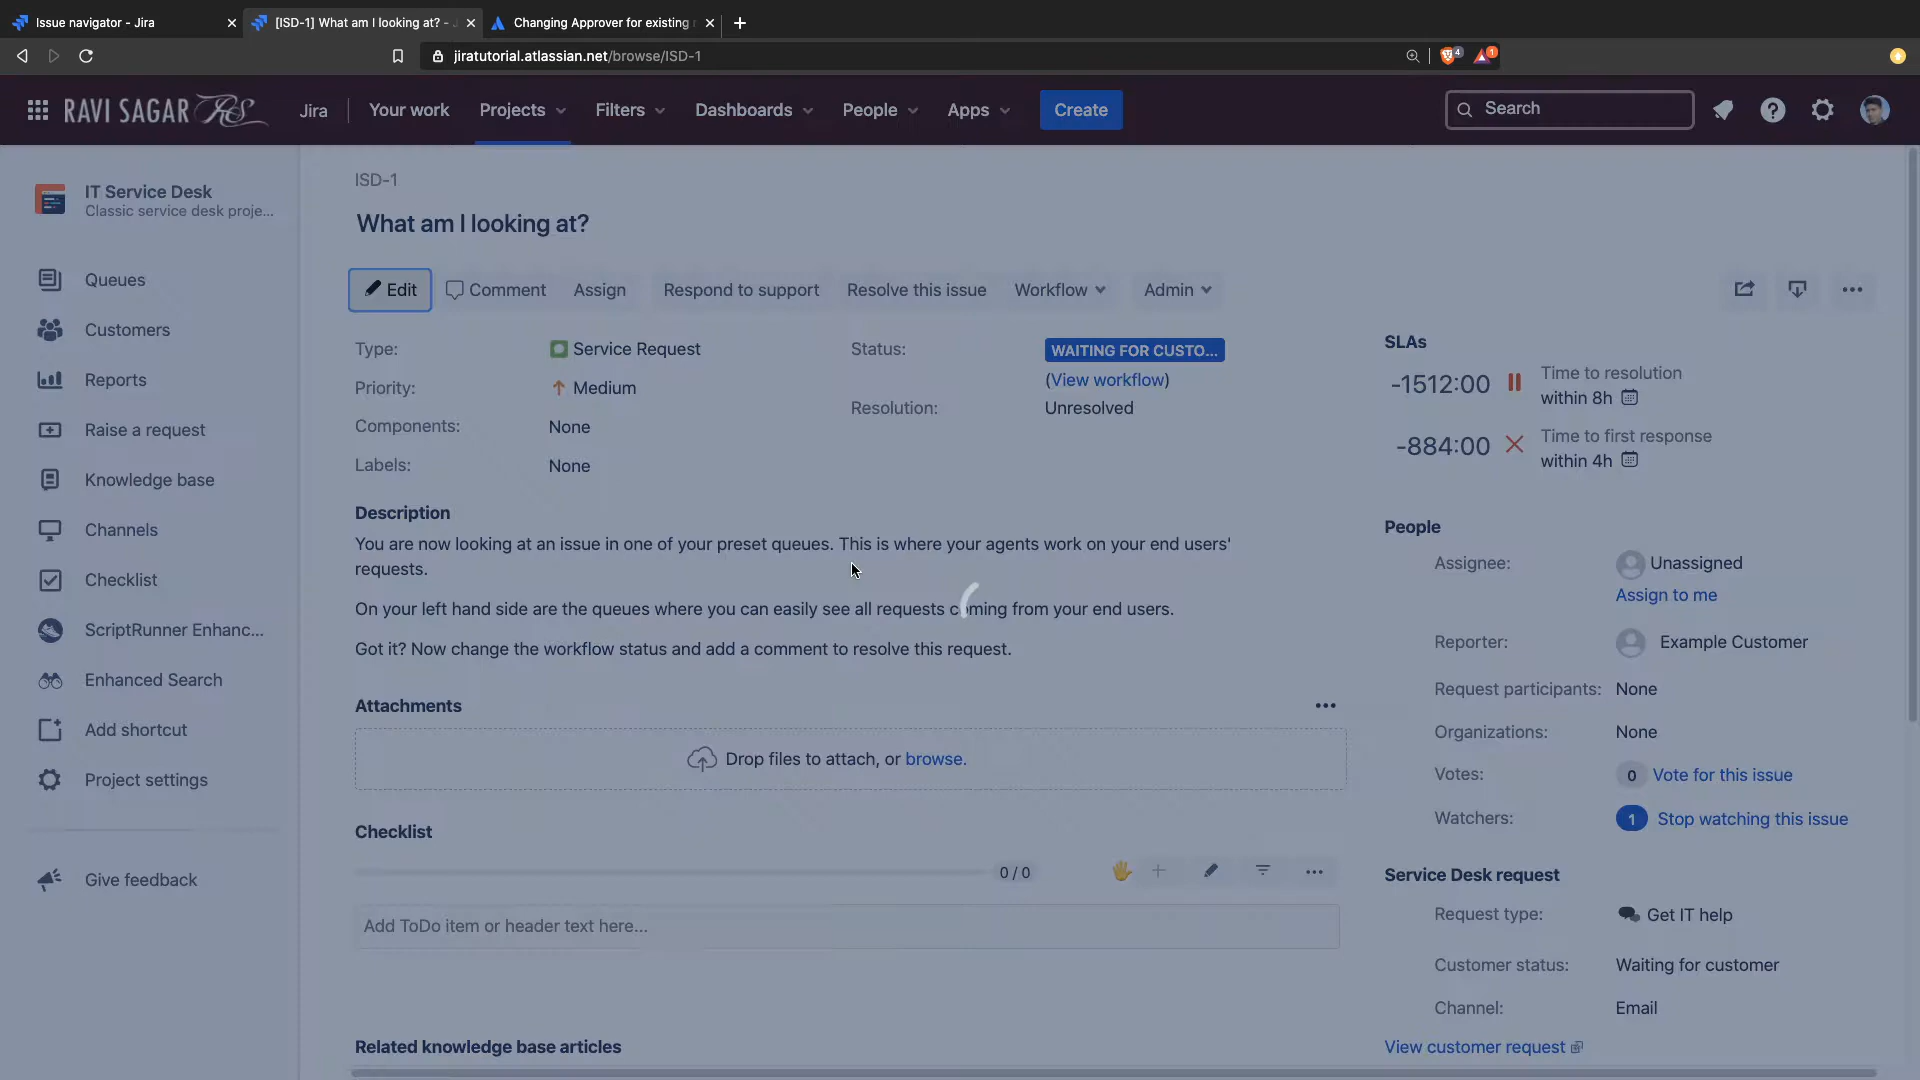 Issue navigator - Jira
[ISD-1] What am I looking at? -
Changing Approver for existing
jiratutorial.atlassian.net/browse/ISD-1
4
1
RAVI SAGAR RS
Jira
Your work
Projects
Filters
Dashboards
People
Apps
Create
Search
IT Service Desk
Classic service desk proje...
Queues
Customers
Reports
Raise a request
Knowledge base
Channels
Checklist
ScriptRunner Enhanc...
Enhanced Search
Add shortcut
Project settings
Give feedback
ISD-1
What am I looking at?
Edit
Comment
Assign
Respond to support
Resolve this issue
Workflow
Admin
Type: Service Request
Priority: Medium
Components: None
Labels: None
Status: WAITING FOR CUSTO...
(View workflow)
Resolution: Unresolved
Description
You are now looking at an issue in one of your preset queues. This is where your agents work on your end users'
requests.
On your left hand side are the queues where you can easily see all requests coming from your end users.
Got it? Now change the workflow status and add a comment to resolve this request.
Attachments
Drop files to attach, or browse.
Checklist
0 / 0
Add ToDo item or header text here...
Related knowledge base articles
SLAs
-1512:00 Time to resolution
within 8h
-884:00 Time to first response
within 4h
People
Assignee: Unassigned
Assign to me
Reporter: Example Customer
Request participants: None
Organizations: None
Votes: 0 Vote for this issue
Watchers: 1 Stop watching this issue
Service Desk request
Request type: Get IT help
Customer status: Waiting for customer
Channel: Email
View customer request